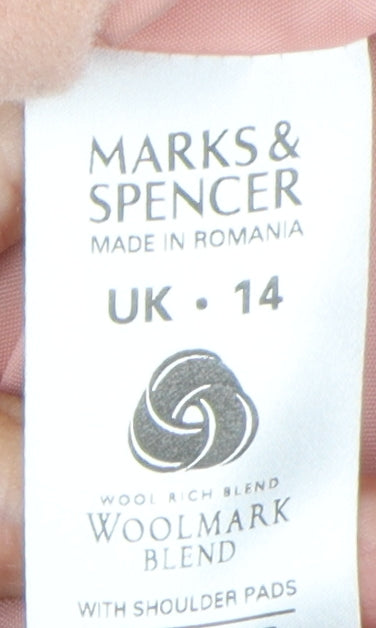 MARKS &
SPENCER
MADE IN ROMANIA
UK • 14
WOOL RICH BLEND
WOOLMARK
BLEND
WITH SHOULDER PADS